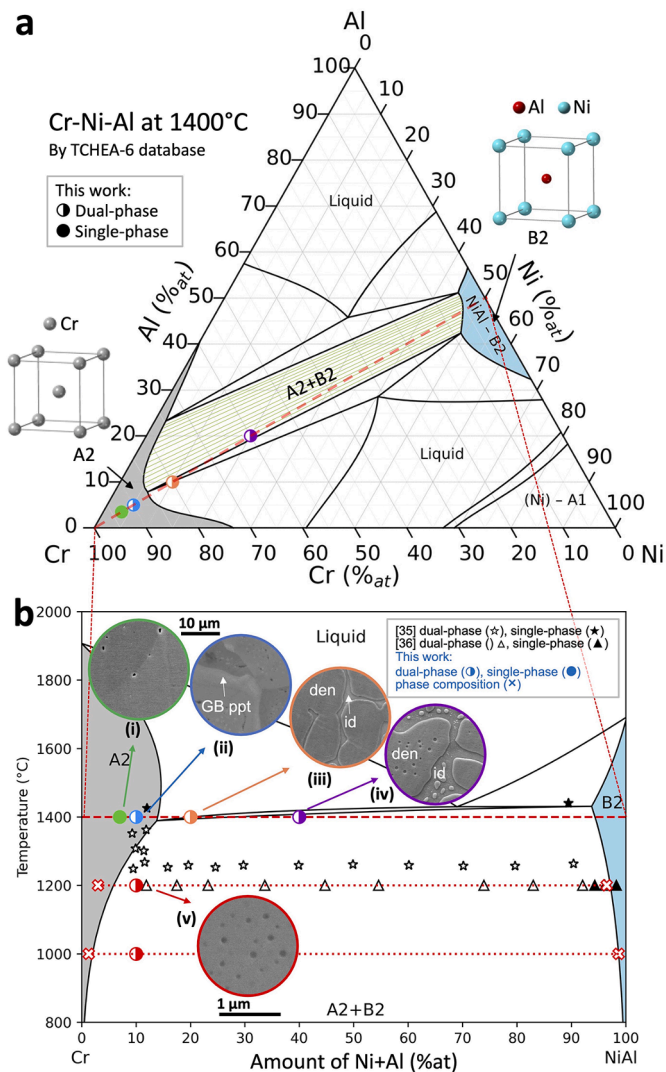 a
Al
0
100
10
Cr-Ni-Al at 1400°C
By TCHEA-6 database
90
20
Al
Ni
This work:
Dual-phase
Single-phase
80
30
70
Liquid
40
B2
60
50
Ni (%at)
Al (%at)
50
60
NiAl – B2
Cr
40
70
30
A2+B2
80
20
Liquid
90
A2
10
(Ni) – A1
100
0
Cr
100
90
70
60
50
40
30
20
10
0
Ni
Cr (%at)
b
2000
10 μm
Liquid
[35] dual-phase (☆), single-phase (★)
[36] dual-phase () △, single-phase (▲)
This work:
dual-phase (◑), single-phase (●)
phase composition (×)
1800
GB ppt
den
id
(i)
(ii)
(iii)
den
id
(iv)
1600
A2
Temperature (°C)
1400
B2
1200
(v)
1000
1 μm
A2+B2
800
0
10
20
30
40
50
60
70
80
90
100
Cr
Amount of Ni+Al (%at)
NiAl